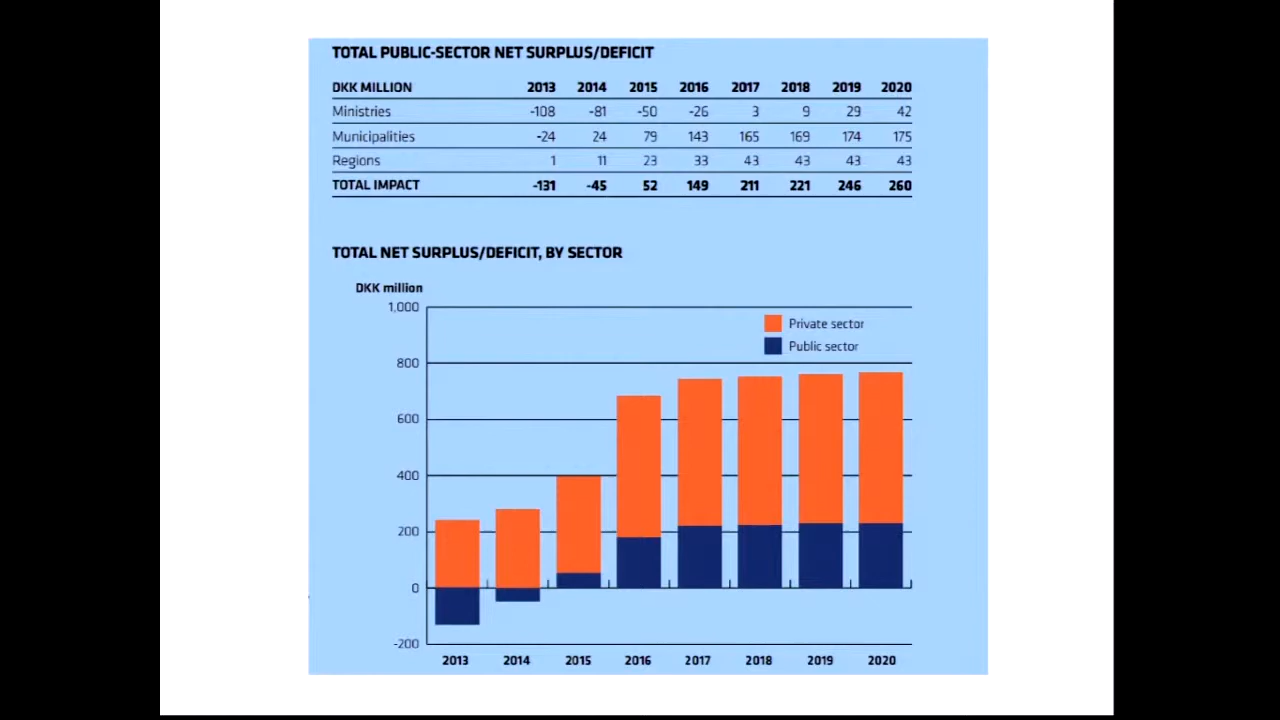 TOTAL PUBLIC-SECTOR NET SURPLUS/DEFICIT
DKK MILLION 2013 2014 2015 2016 2017 2018 2019 2020
Ministries -108 -81 -50 -26 3 9 29 42
Municipalities -24 24 79 143 165 169 174 175
Regions 1 11 23 33 43 43 43 43
TOTAL IMPACT -131 -45 52 149 211 221 246 260
TOTAL NET SURPLUS/DEFICIT, BY SECTOR
DKK million
1,000
Private sector
Public sector
800
600
400
200
0
-200
2013 2014 2015 2016 2017 2018 2019 2020